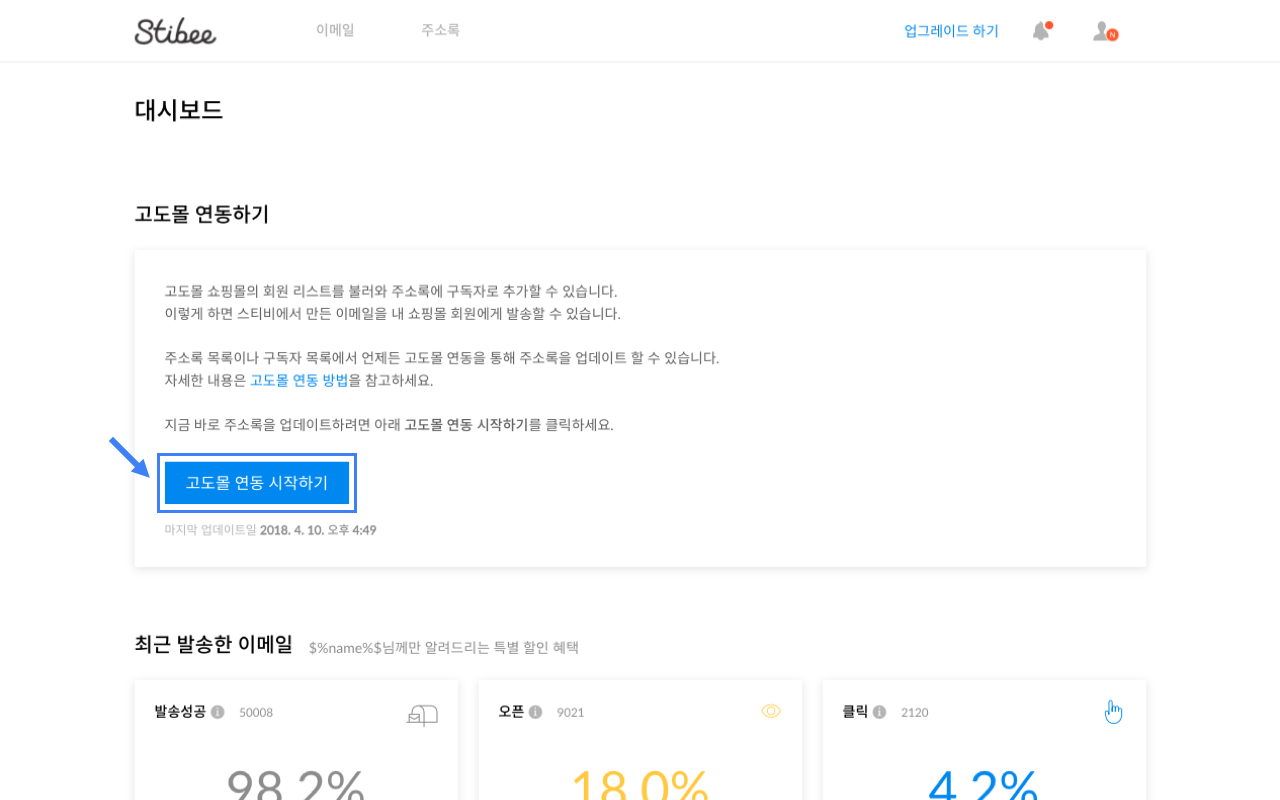 Stibee
이메일
주소록
업그레이드 하기
N
대시보드
고도몰 연동하기
고도몰 쇼핑몰의 회원 리스트를 불러와 주소록에 구독자로 추가할 수 있습니다.
이렇게 하면 스티비에서 만든 이메일을 내 쇼핑몰 회원에게 발송할 수 있습니다.
주소록 목록이나 구독자 목록에서 언제든 고도몰 연동을 통해 주소록을 업데이트 할 수 있습니다.
자세한 내용은 고도몰 연동 방법을 참고하세요.
지금 바로 주소록을 업데이트하려면 아래 고도몰 연동 시작하기를 클릭하세요.
고도몰 연동 시작하기
마지막 업데이트일 2018. 4. 10. 오후 4:49
최근 발송한 이메일 $%name%$님께만 알려드리는 특별 할인 혜택
발송성공 i 50008
98.2%
오픈 i 9021
18.0%
클릭 i 2120
4.2%